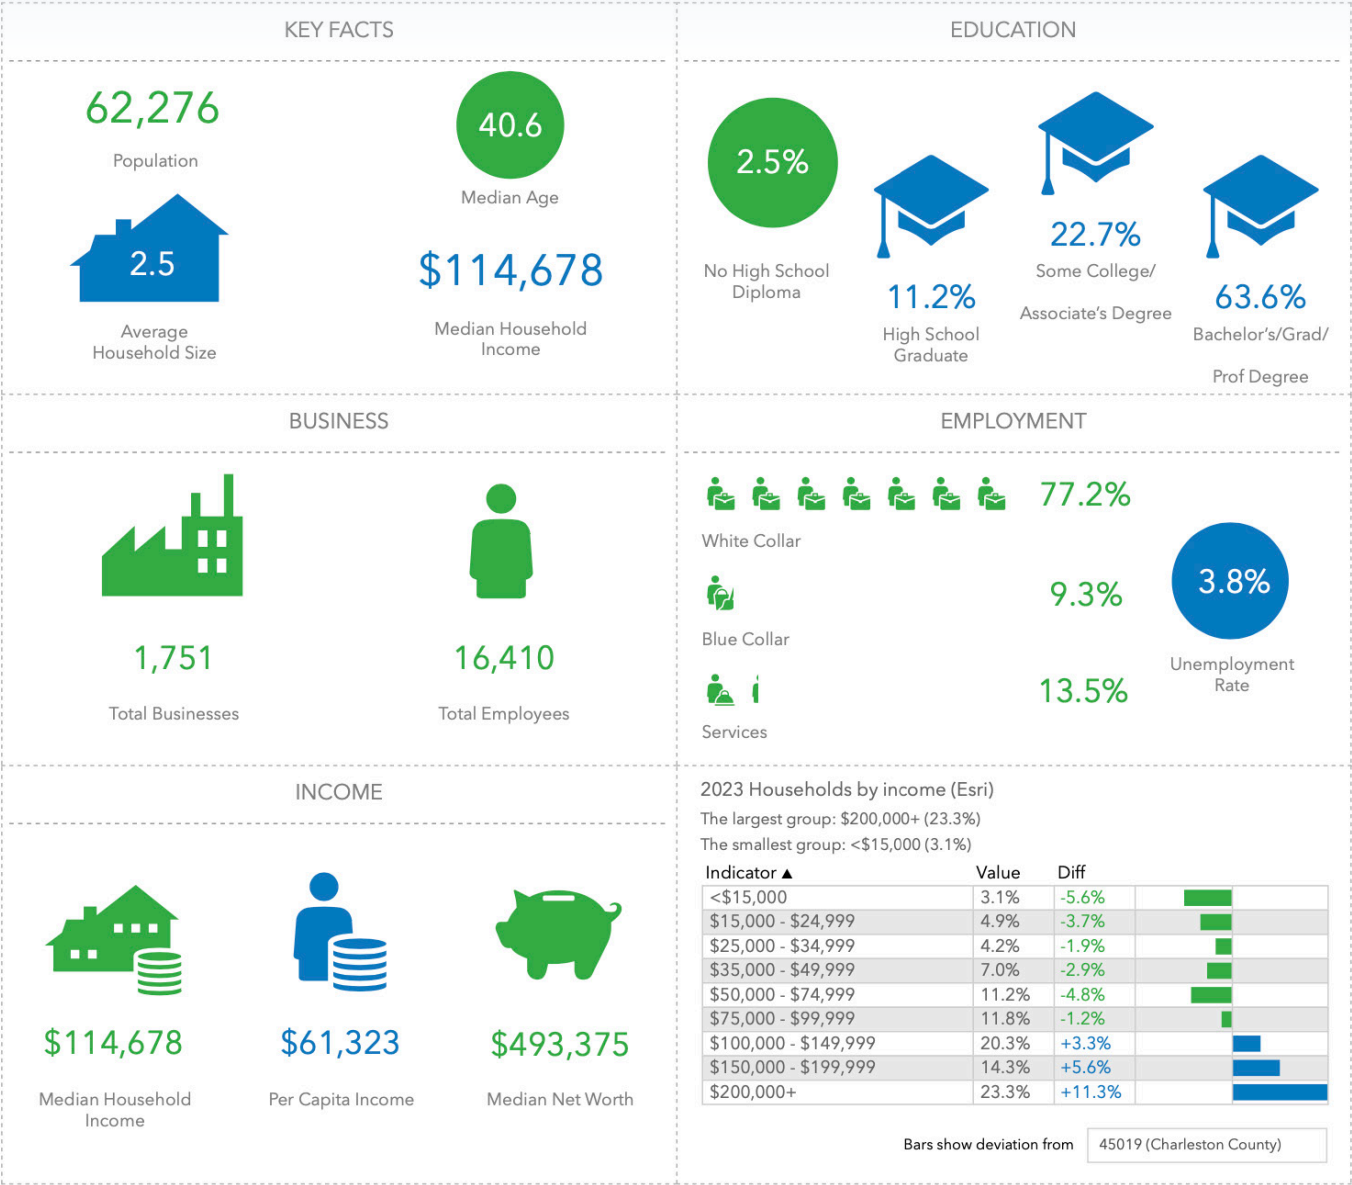 KEY FACTS
62,276
Population
40.6
Median Age
2.5
Average
Household Size
$114,678
Median Household
Income
EDUCATION
2.5%
No High School
Diploma
11.2%
High School
Graduate
22.7%
Some College/
Associate's Degree
63.6%
Bachelor's/Grad/
Prof Degree
BUSINESS
1,751
Total Businesses
16,410
Total Employees
EMPLOYMENT
77.2%
White Collar
9.3%
Blue Collar
13.5%
Services
3.8%
Unemployment
Rate
INCOME
$114,678
Median Household
Income
$61,323
Per Capita Income
$493,375
Median Net Worth
2023 Households by income (Esri)
The largest group: $200,000+ (23.3%)
The smallest group: <$15,000 (3.1%)
Indicator ▲ Value Diff
<$15,000 3.1% -5.6%
$15,000 - $24,999 4.9% -3.7%
$25,000 - $34,999 4.2% -1.9%
$35,000 - $49,999 7.0% -2.9%
$50,000 - $74,999 11.2% -4.8%
$75,000 - $99,999 11.8% -1.2%
$100,000 - $149,999 20.3% +3.3%
$150,000 - $199,999 14.3% +5.6%
$200,000+ 23.3% +11.3%
Bars show deviation from 45019 (Charleston County)